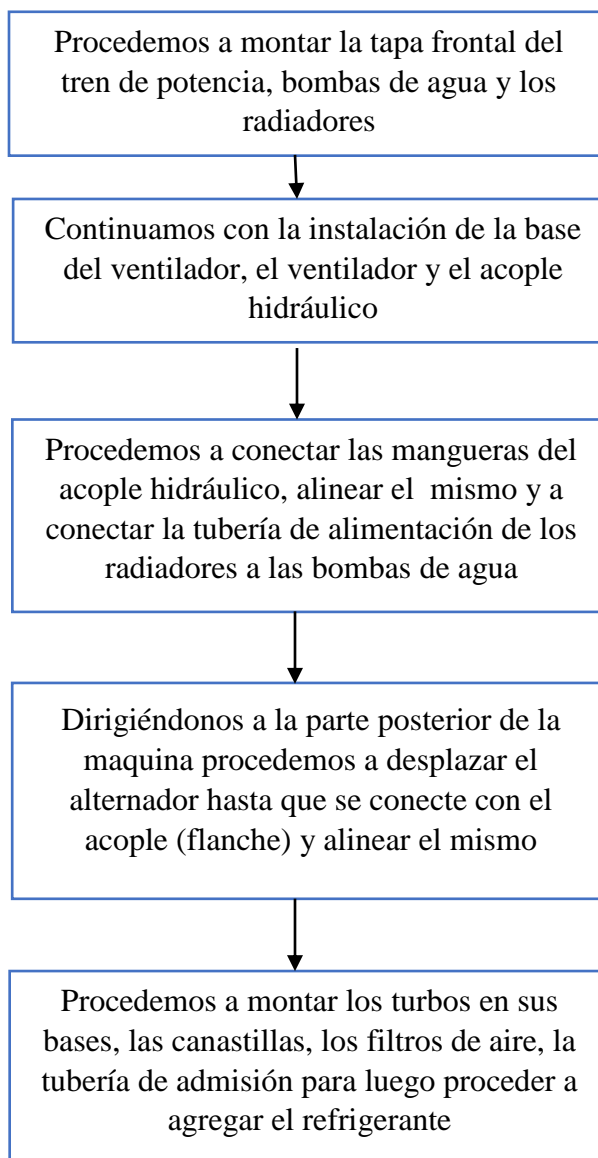 Procedemos a montar la tapa frontal del
tren de potencia, bombas de agua y los
radiadores
Continuamos con la instalación de la base
del ventilador, el ventilador y el acople
hidráulico
Procedemos a conectar las mangueras del
acople hidráulico, alinear el mismo y a
conectar la tubería de alimentación de los
radiadores a las bombas de agua
Dirigiéndonos a la parte posterior de la
maquina procedemos a desplazar el
alternador hasta que se conecte con el
acople (flanche) y alinear el mismo
Procedemos a montar los turbos en sus
bases, las canastillas, los filtros de aire, la
tubería de admisión para luego proceder a
agregar el refrigerante